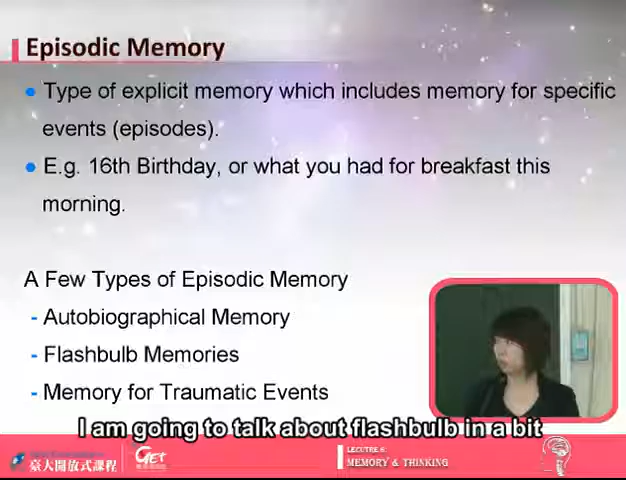 Episodic Memory
Type of explicit memory which includes memory for specific
events (episodes).
E.g. 16th Birthday, or what you had for breakfast this
morning.
A Few Types of Episodic Memory
- Autobiographical Memory
- Flashbulb Memories
- Memory for Traumatic Events
I am going to talk about flashbulb in a bit
臺大開放式課程
GET
LECTURE 6:
MEMORY & THINKING